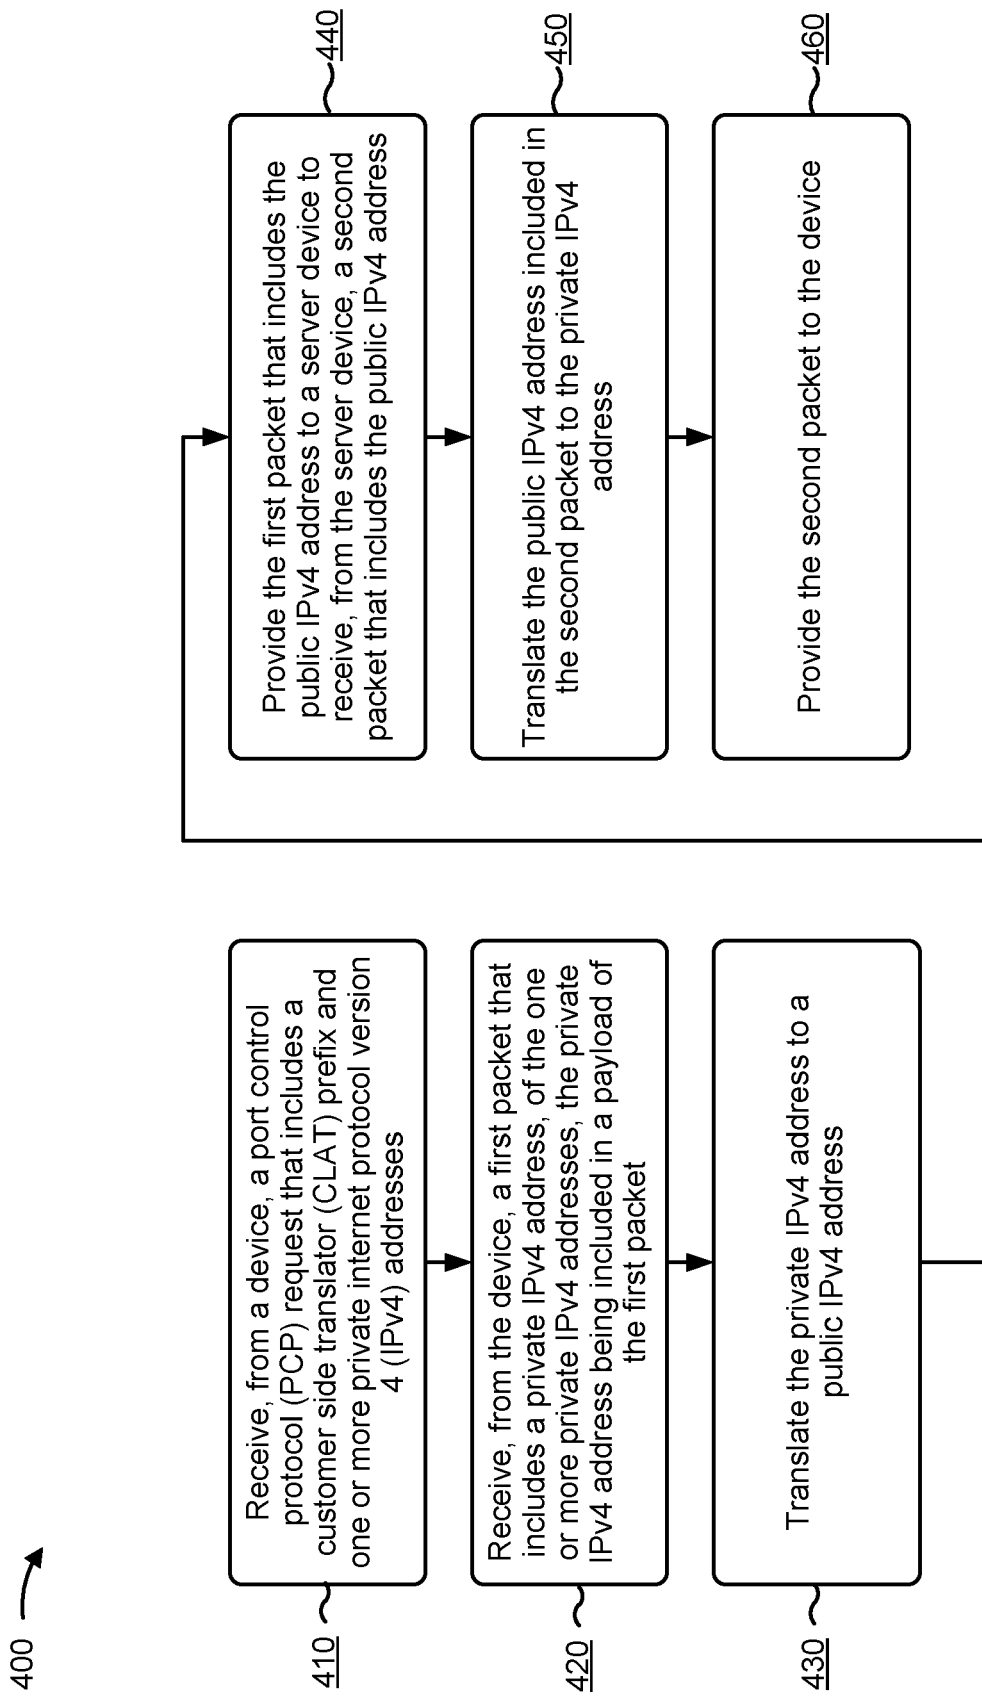 400
410
Receive, from a device, a port control
protocol (PCP) request that includes a
customer side translator (CLAT) prefix and
one or more private internet protocol version
4 (IPv4) addresses
420
Receive, from the device, a first packet that
includes a private IPv4 address, of the one
or more private IPv4 addresses, the private
IPv4 address being included in a payload of
the first packet
430
Translate the private IPv4 address to a
public IPv4 address
440
Provide the first packet that includes the
public IPv4 address to a server device to
receive, from the server device, a second
packet that includes the public IPv4 address
450
Translate the public IPv4 address included in
the second packet to the private IPv4
address
460
Provide the second packet to the device